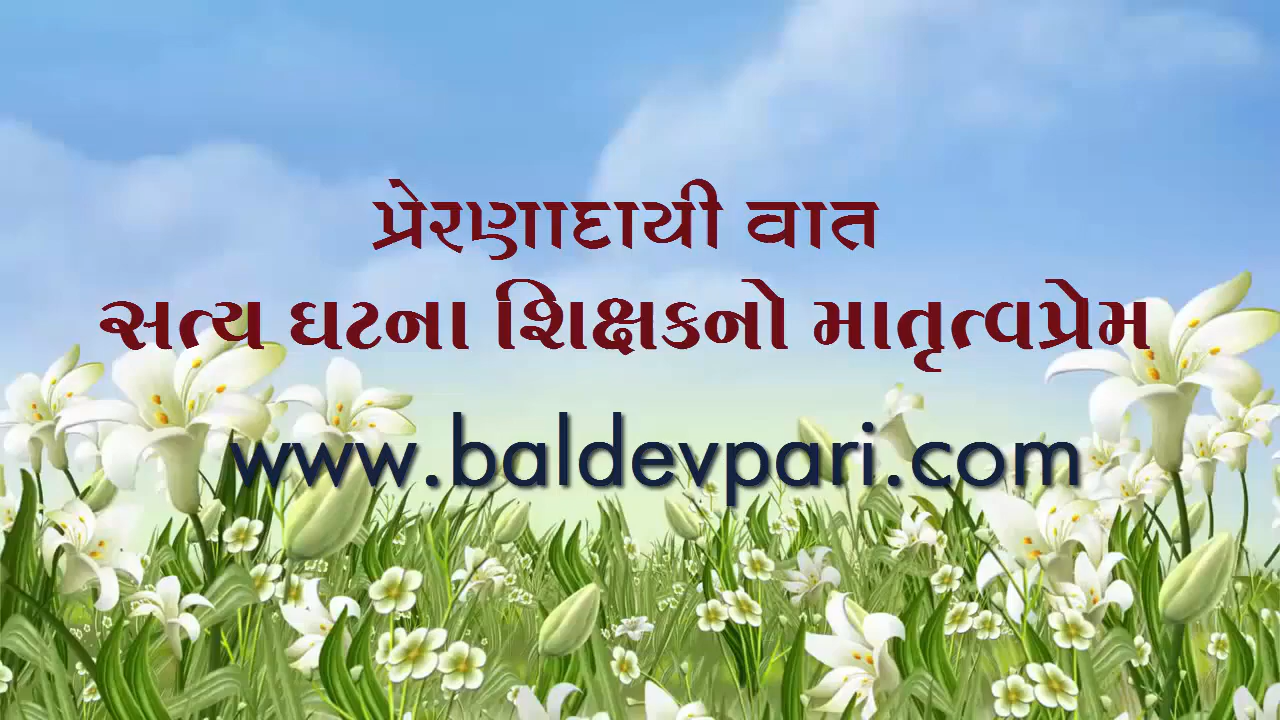 પ્રેરણાદાયી વાત
સત્ય ઘટના શિક્ષકનો માતૃત્વપ્રેમ
www.baldevpari.com